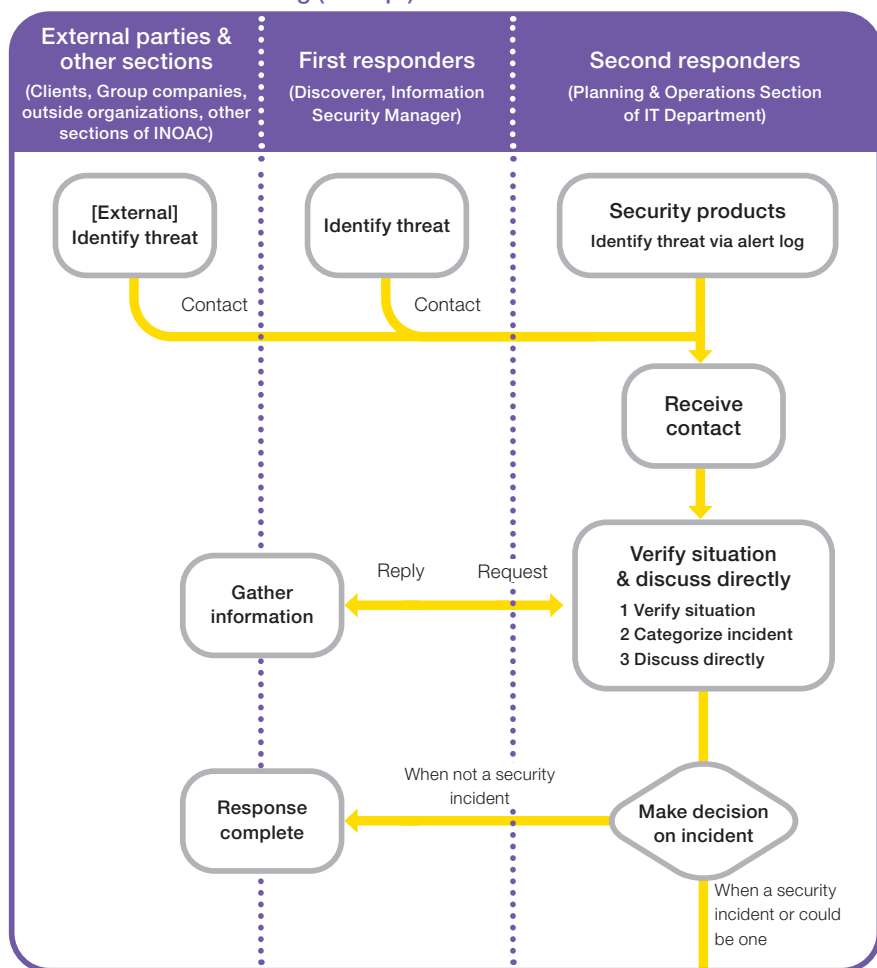 External parties &
other sections
(Clients, Group companies,
outside organizations, other
sections of INOAC)
First responders
(Discoverer, Information
Security Manager)
Second responders
(Planning & Operations Section
of IT Department)
[External]
Identify threat
Identify threat
Security products
Identify threat via alert log
Contact
Contact
Receive
contact
Verify situation
& discuss directly
1 Verify situation
2 Categorize incident
3 Discuss directly
Reply
Request
Gather
information
When not a security
incident
Response
complete
Make decision
on incident
When a security
incident or could
be one